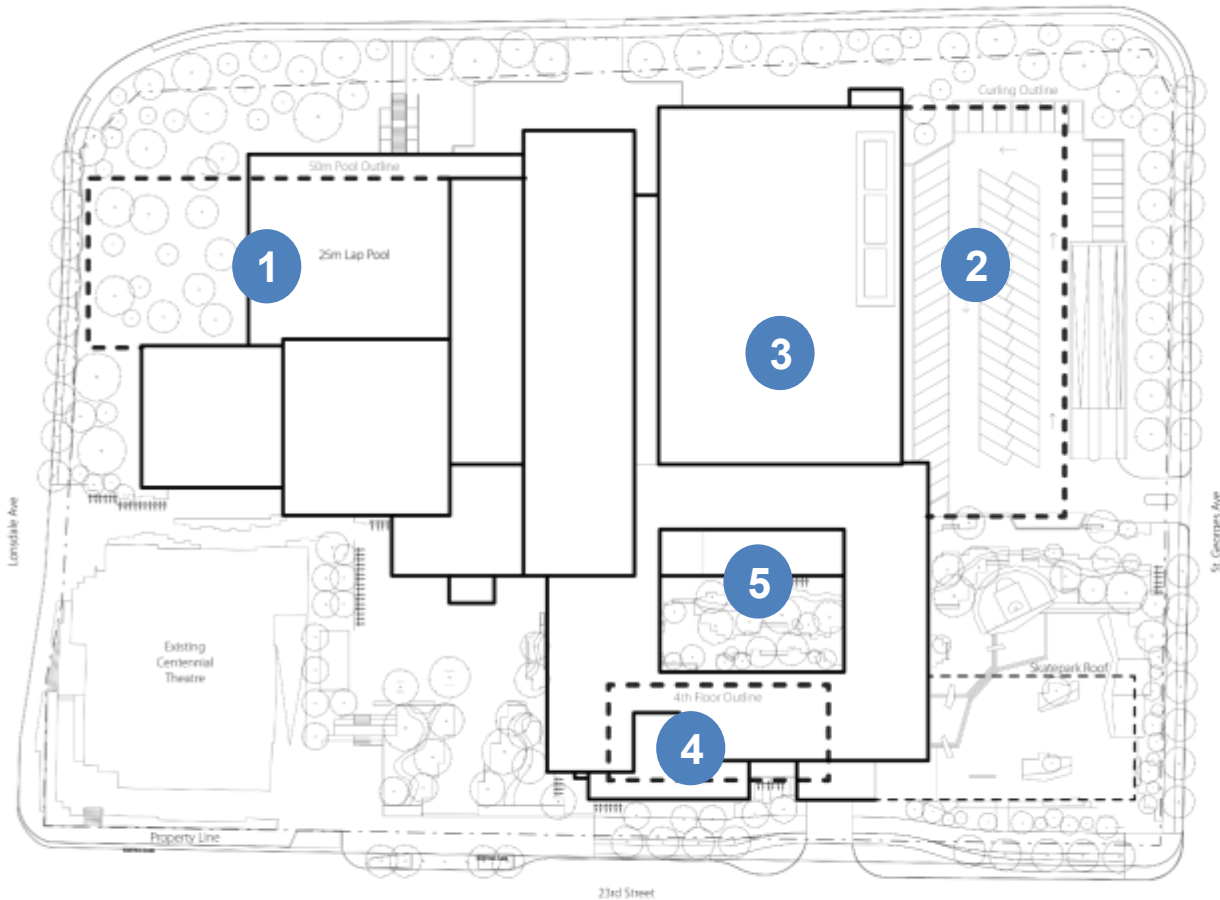 Curling Outline
50m Pool Outline
25m Lap Pool
1
2
3
5
Existing
Centennial
Theatre
Skatepark Roof
4th Floor Outline
4
Property Line
Lonsdale Ave
St. Georges Ave
23rd Street